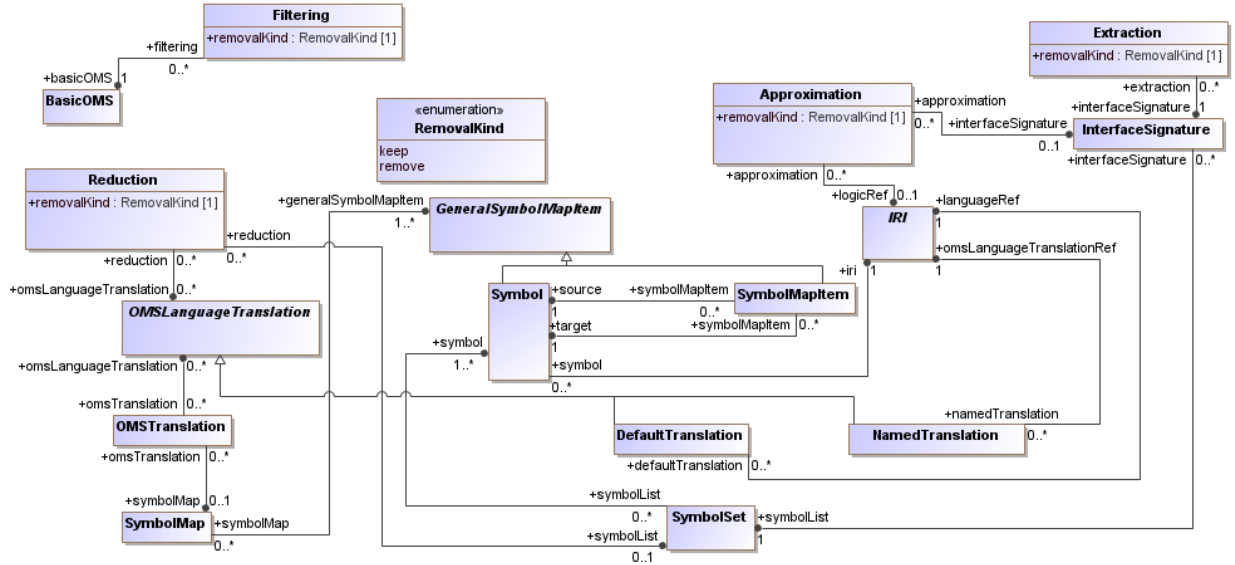 Filtering
+removalKind : RemovalKind [1]
+filtering
0..*
+basicOMS
1
BasicOMS
«enumeration»
RemovalKind
keep
remove
Extraction
+removalKind : RemovalKind [1]
+extraction
0..*
+interfaceSignature
1
InterfaceSignature
+interfaceSignature
0..*
Approximation
+removalKind : RemovalKind [1]
+approximation
0..*
+interfaceSignature
0..1
+approximation
0..*
+logicRef
0..1
IRI
+languageRef
1
+omsLanguageTranslationRef
1
+iri
1
Reduction
+removalKind : RemovalKind [1]
+reduction
0..*
+reduction
0..*
+omsLanguageTranslation
0..*
OMSLanguageTranslation
+generalSymbolMapItem
1..*
GeneralSymbolMapItem
Symbol
+source
1
+symbolMapItem
0..*
SymbolMapItem
+target
1
+symbolMapItem
0..*
+symbol
1..*
+symbol
0..*
+omsLanguageTranslation
0..*
+omsTranslation
0..*
OMSTranslation
+omsTranslation
0..*
DefaultTranslation
+defaultTranslation
0..*
+namedTranslation
NamedTranslation
0..*
+symbolMap
0..1
SymbolMap
+symbolMap
0..*
+symbolList
0..*
SymbolSet
+symbolList
1
+symbolList
0..1